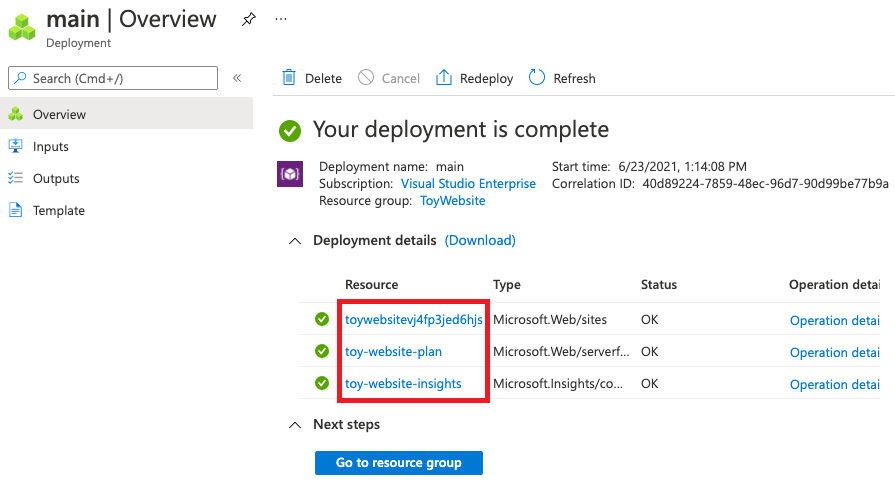 main | Overview
...
Deployment
Search (Cmd+/)
«
Delete
Cancel
Redeploy
Refresh
Overview
Inputs
Outputs
Template
Your deployment is complete
Deployment name: main
Start time: 6/23/2021, 1:14:08 PM
Subscription: Visual Studio Enterprise
Correlation ID: 40d89224-7859-48ec-96d7-90d99be77b9a
Resource group: ToyWebsite
Deployment details (Download)
Resource Type Status Operation detai
toywebsitevj4fp3jed6hjs Microsoft.Web/sites OK Operation detai
toy-website-plan Microsoft.Web/serverf... OK Operation detai
toy-website-insights Microsoft.Insights/co... OK Operation detai
Next steps
Go to resource group